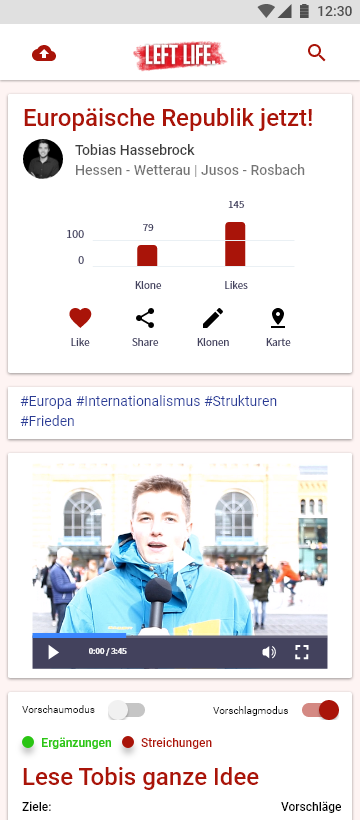 12:30
LEFT LIFE.
Europäische Republik jetzt!
Tobias Hassebrock
Hessen - Wetterau | Jusos - Rosbach
145
79
100
0
Klone Likes
Like Share Klonen Karte
#Europa #Internationalismus #Strukturen
#Frieden
0:00 / 3:45
Vorschaumodus Vorschlagmodus
Ergänzungen Streichungen
Lese Tobis ganze Idee
Ziele: Vorschläge